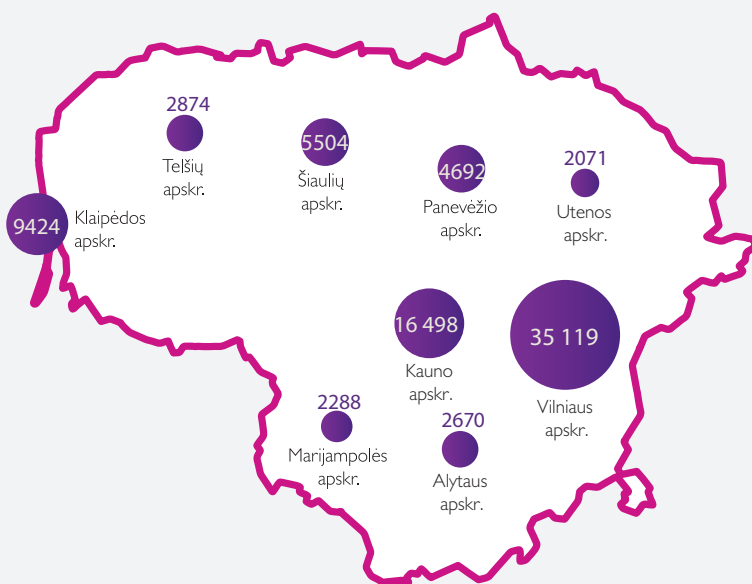 2874
Telšių
apskr.
5504
Šiaulių
apskr.
4692
Panevėžio
apskr.
2071
Utenos
apskr.
9424
Klaipėdos
apskr.
16 498
Kauno
apskr.
35 119
Vilniaus
apskr.
2288
Marijampolės
apskr.
2670
Alytaus
apskr.